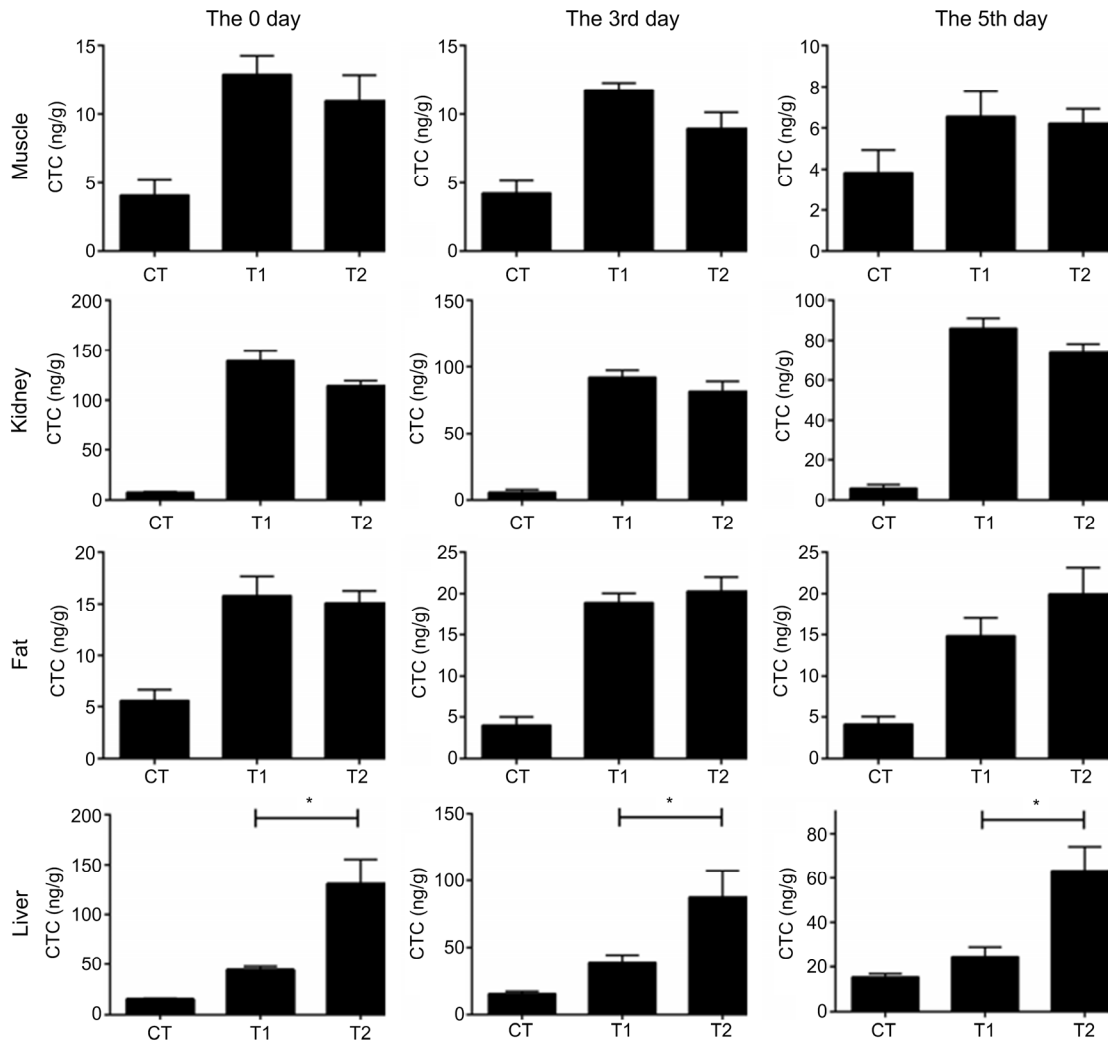 The 0 day
The 3rd day
The 5th day
Muscle
CTC (ng/g)
15
10
5
0
CT
T1
T2
CTC (ng/g)
15
10
5
0
CT
T1
T2
CTC (ng/g)
10
8
6
4
2
0
CT
T1
T2
Kidney
CTC (ng/g)
200
150
100
50
0
CT
T1
T2
CTC (ng/g)
150
100
50
0
CT
T1
T2
CTC (ng/g)
100
80
60
40
20
0
CT
T1
T2
Fat
CTC (ng/g)
20
15
10
5
0
CT
T1
T2
CTC (ng/g)
25
20
15
10
5
0
CT
T1
T2
CTC (ng/g)
25
20
15
10
5
0
CT
T1
T2
Liver
CTC (ng/g)
200
150
100
50
0
*
CT
T1
T2
CTC (ng/g)
150
100
50
0
*
CT
T1
T2
CTC (ng/g)
80
60
40
20
0
*
CT
T1
T2